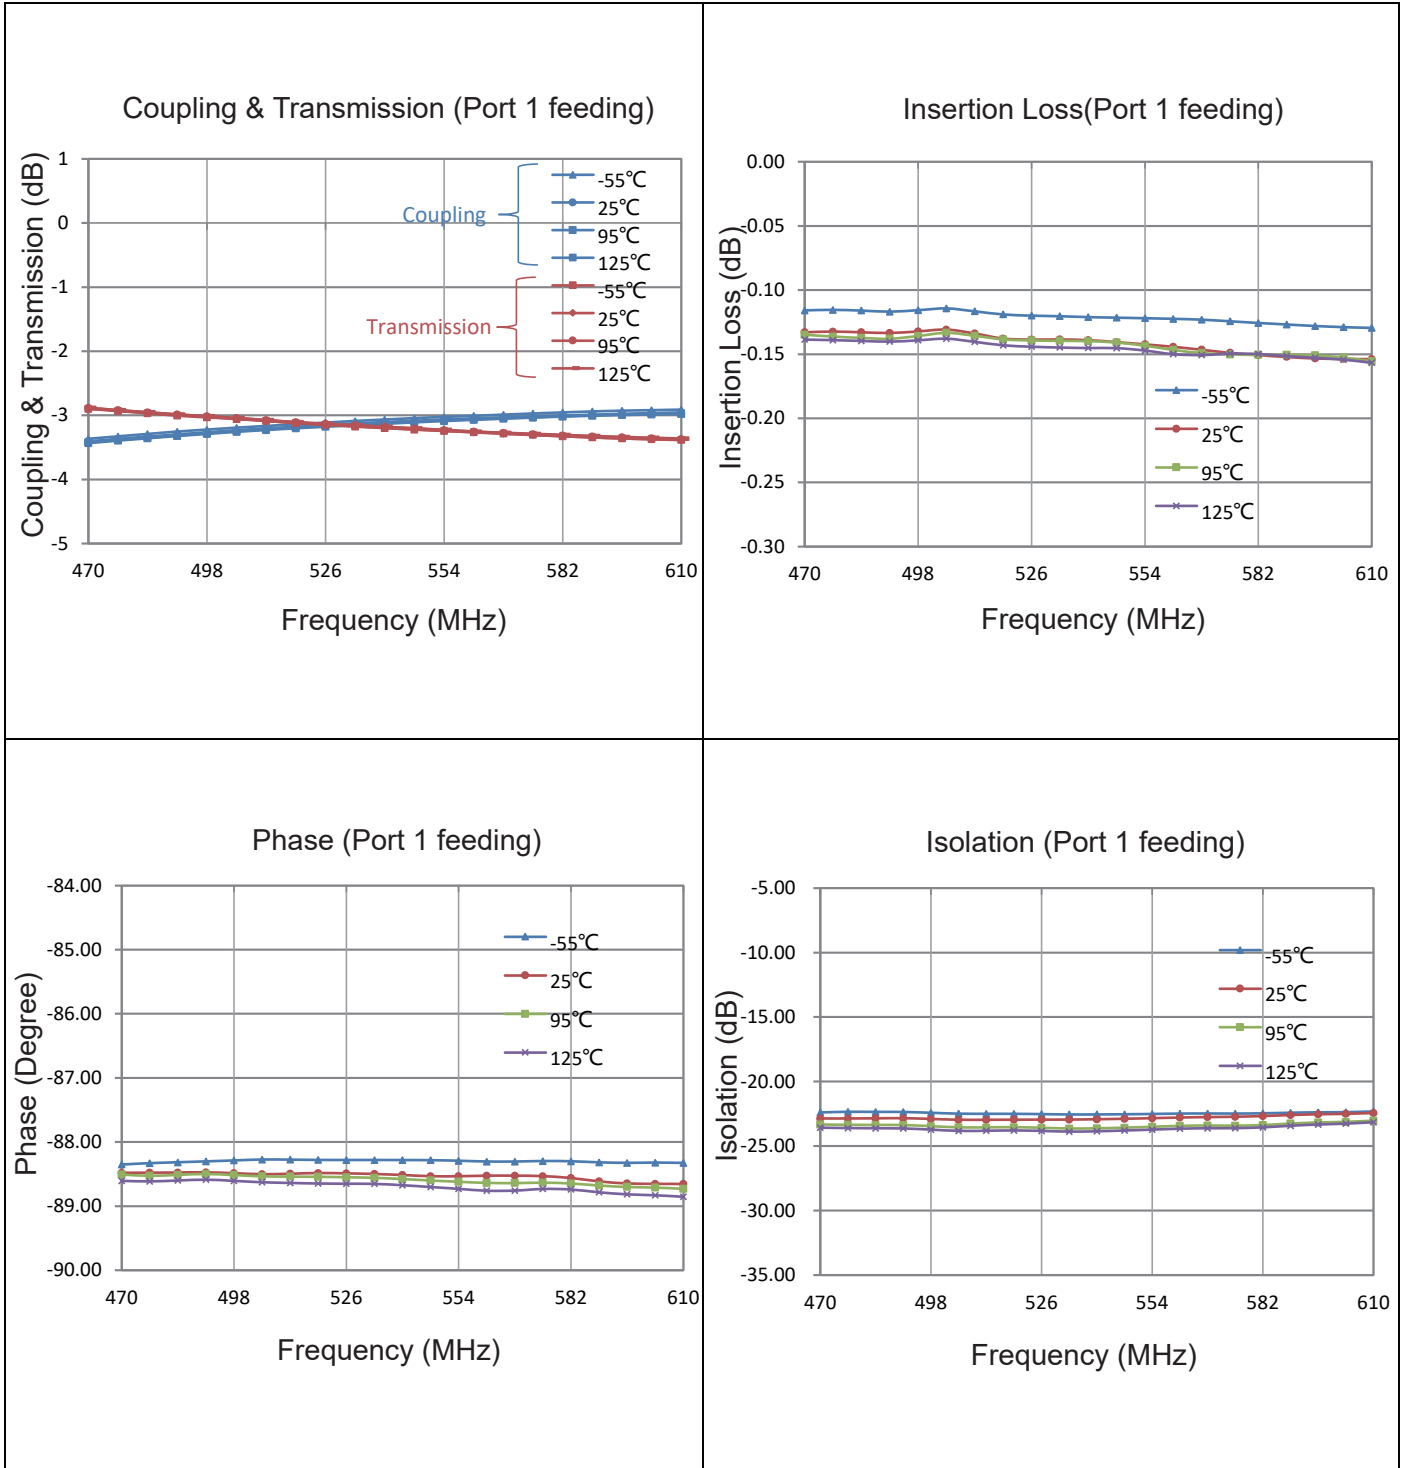 Coupling & Transmission (Port 1 feeding)
Coupling & Transmission (dB)
1
0
-1
-2
-3
-4
-5
Coupling
-55℃
25℃
95℃
125℃
Transmission
-55℃
25℃
95℃
125℃
470 498 526 554 582 610
Frequency (MHz)
Insertion Loss(Port 1 feeding)
Insertion Loss (dB)
0.00
-0.05
-0.10
-0.15
-0.20
-0.25
-0.30
-55℃
25℃
95℃
125℃
470 498 526 554 582 610
Frequency (MHz)
Phase (Port 1 feeding)
Phase (Degree)
-84.00
-85.00
-86.00
-87.00
-88.00
-89.00
-90.00
-55℃
25℃
95℃
125℃
470 498 526 554 582 610
Frequency (MHz)
Isolation (Port 1 feeding)
Isolation (dB)
-5.00
-10.00
-15.00
-20.00
-25.00
-30.00
-35.00
-55℃
25℃
95℃
125℃
470 498 526 554 582 610
Frequency (MHz)